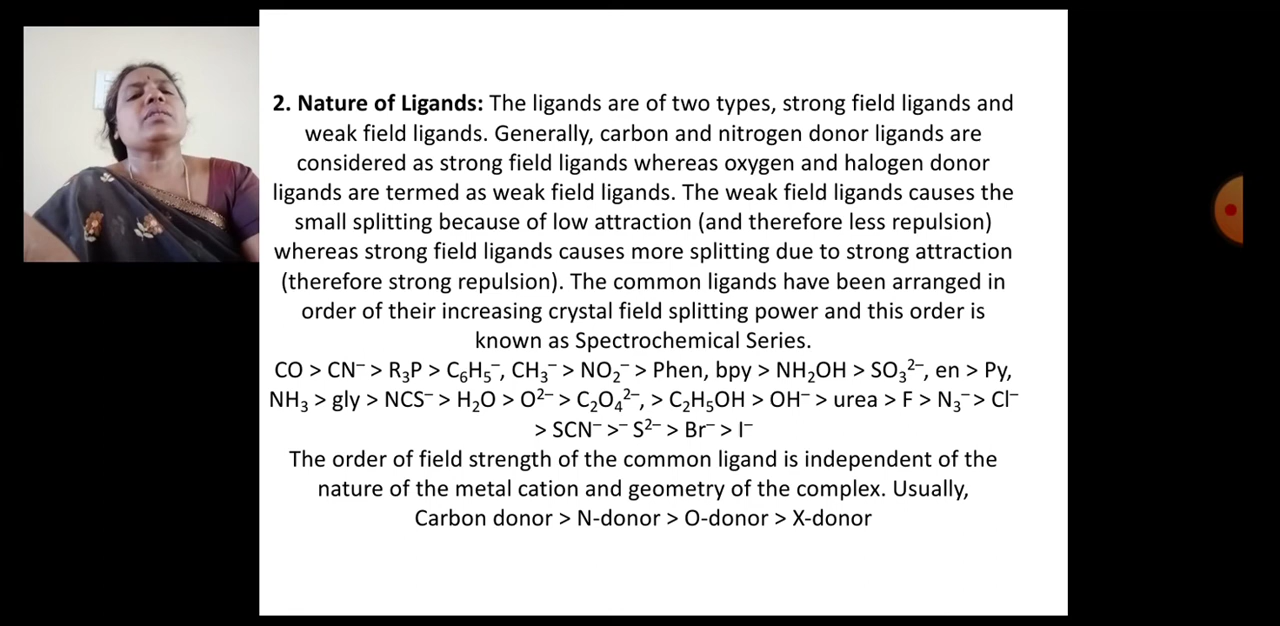 2. Nature of Ligands: The ligands are of two types, strong field ligands and
weak field ligands. Generally, carbon and nitrogen donor ligands are
considered as strong field ligands whereas oxygen and halogen donor
ligands are termed as weak field ligands. The weak field ligands causes the
small splitting because of low attraction (and therefore less repulsion)
whereas strong field ligands causes more splitting due to strong attraction
(therefore strong repulsion). The common ligands have been arranged in
order of their increasing crystal field splitting power and this order is
known as Spectrochemical Series.
CO > CN⁻ > R₃P > C₆H₅⁻, CH₃⁻ > NO₂⁻ > Phen, bpy > NH₂OH > SO₃²⁻, en > Py,
NH₃ > gly > NCS⁻ > H₂O > O²⁻ > C₂O₄²⁻, > C₂H₅OH > OH⁻ > urea > F > N₃⁻ > Cl⁻
> SCN⁻ >⁻ S²⁻ > Br⁻ > I⁻
The order of field strength of the common ligand is independent of the
nature of the metal cation and geometry of the complex. Usually,
Carbon donor > N-donor > O-donor > X-donor